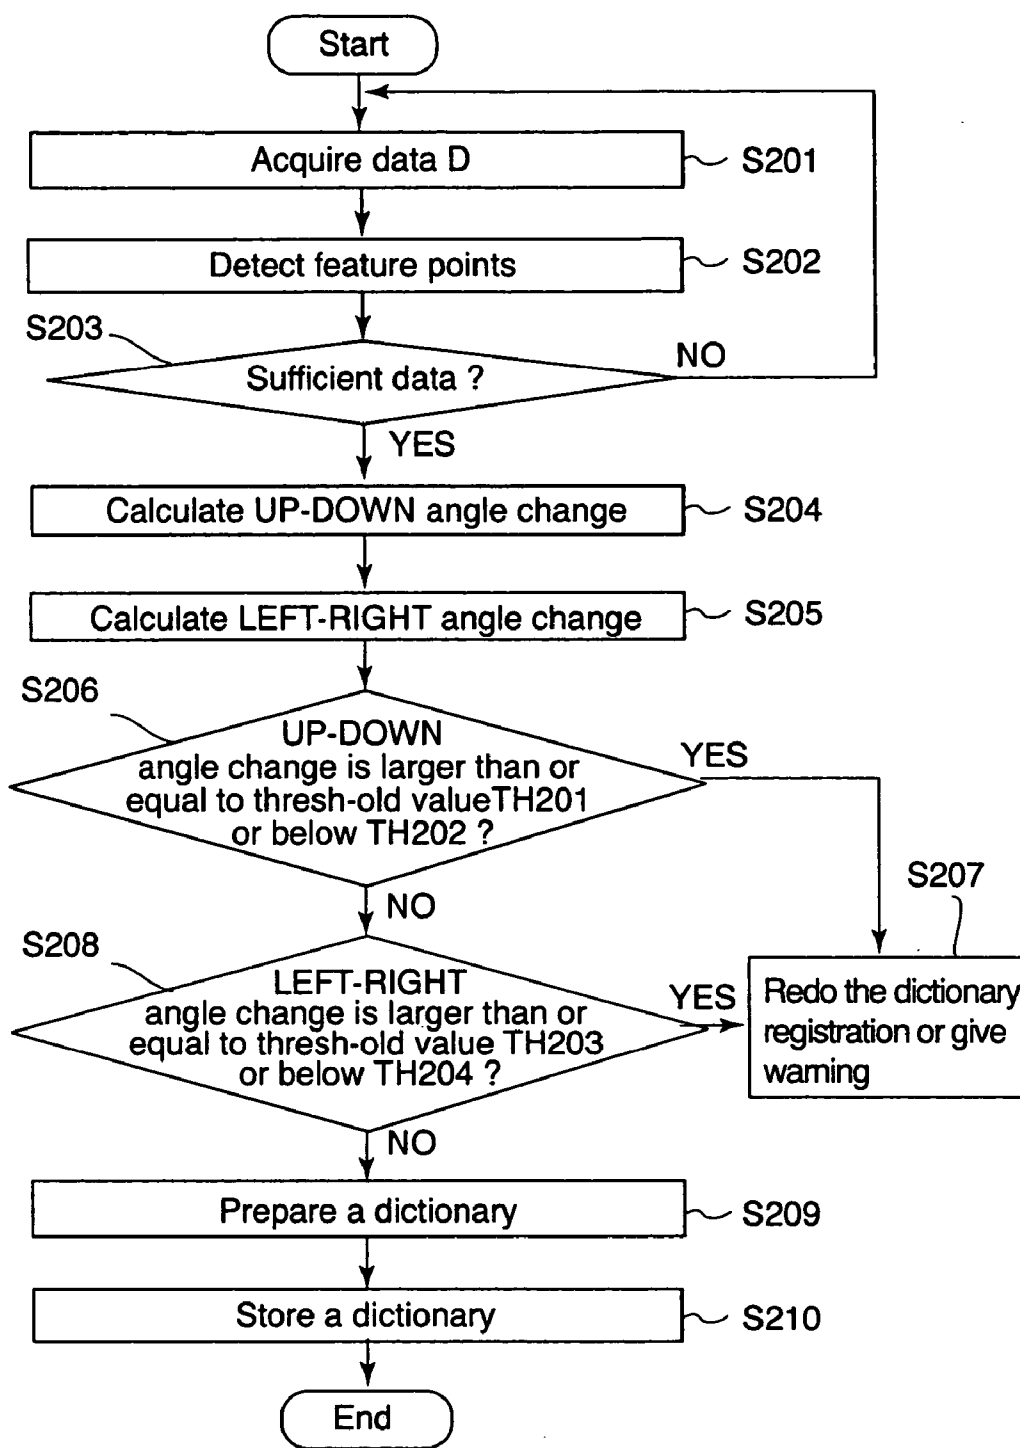 Start
Acquire data D
S201
Detect feature points
S202
S203
Sufficient data ?
NO
YES
Calculate UP-DOWN angle change
S204
Calculate LEFT-RIGHT angle change
S205
S206
UP-DOWN
angle change is larger than or
equal to thresh-old valueTH201
or below TH202 ?
YES
NO
S207
Redo the dictionary
registration or give
warning
S208
LEFT-RIGHT
angle change is larger than or
equal to thresh-old value TH203
or below TH204 ?
YES
NO
Prepare a dictionary
S209
Store a dictionary
S210
End